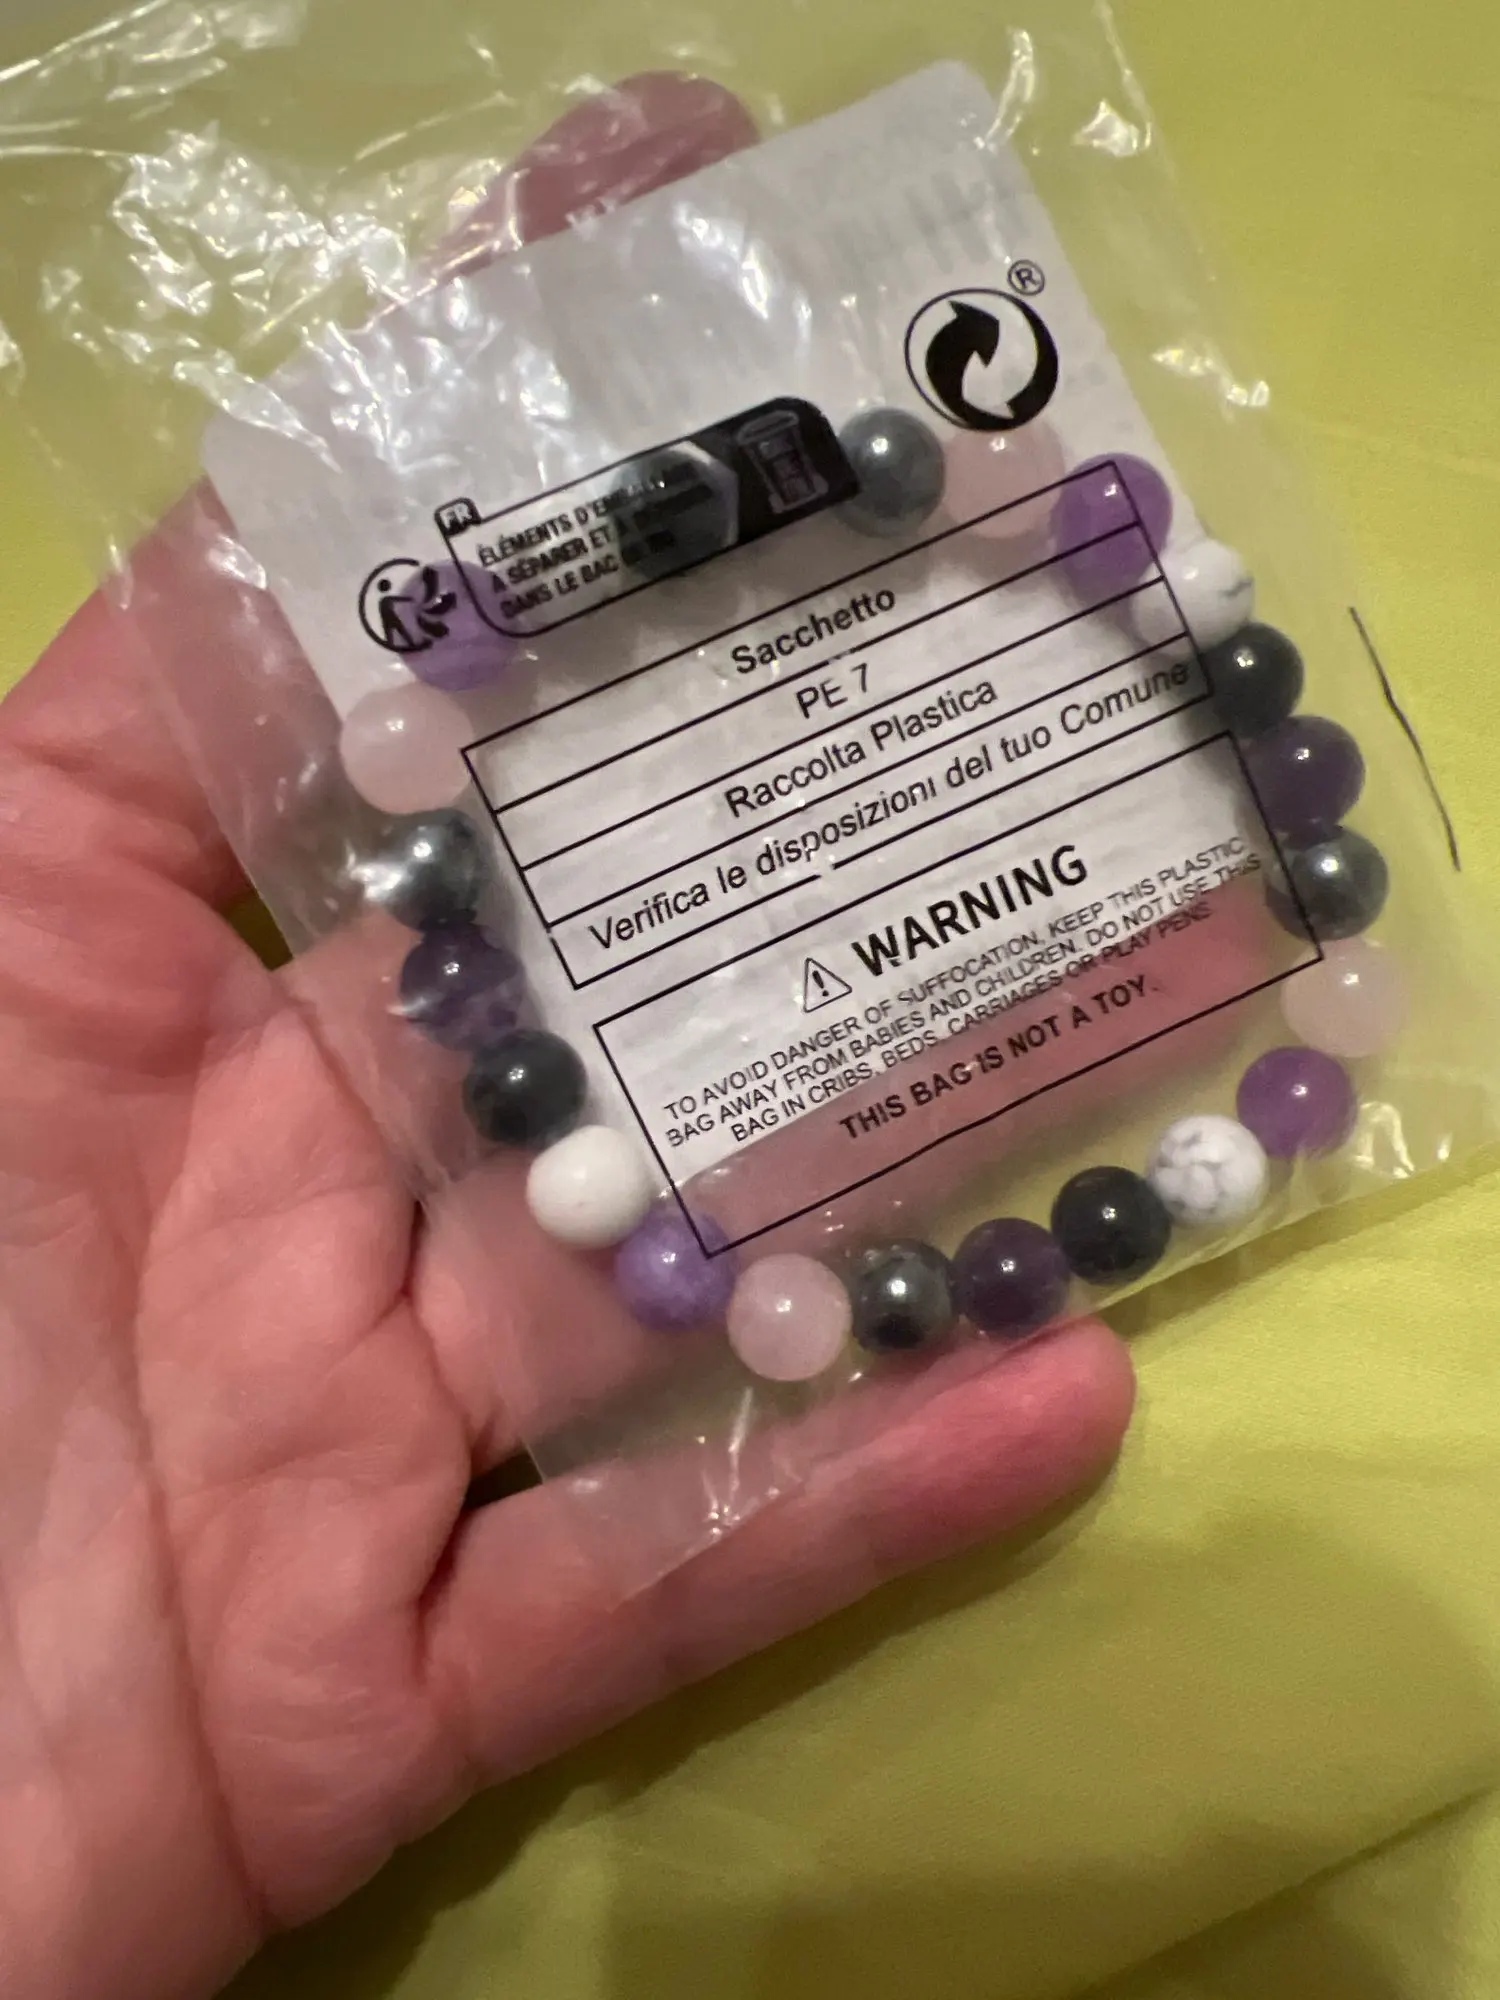 ®
FR
ÉLÉMENTS D'EMBALLAGE
À SÉPARER ET À DÉPOSER
DANS LE BAC DE TRI
Sacchetto
PE 7
Raccolta Plastica
Verifica le disposizioni del tuo Comune
WARNING
TO AVOID DANGER OF SUFFOCATION, KEEP THIS PLASTIC
BAG AWAY FROM BABIES AND CHILDREN. DO NOT USE THIS
BAG IN CRIBS, BEDS, CARRIAGES OR PLAY PENS
THIS BAG IS NOT A TOY.